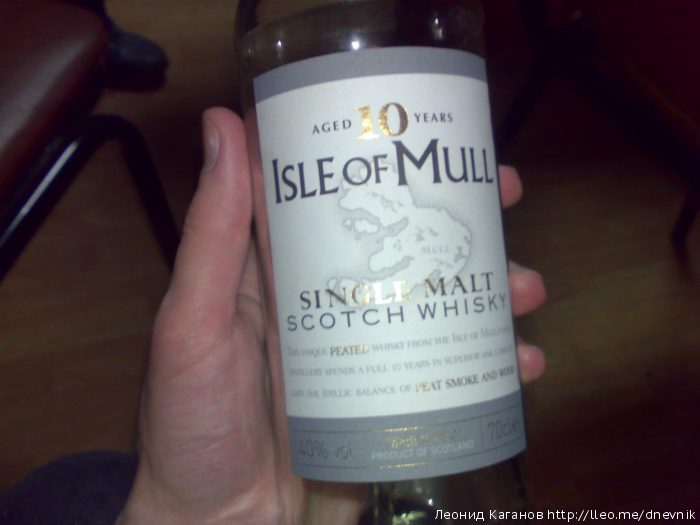 AGED 10 YEARS
ISLE OF MULL
MULL
SINGLE MALT
SCOTCH WHISKY
THIS UNIQUE PEATED WHISKY FROM THE ISLE OF MULL'S
DISTILLERY SPENDS A FULL 10 YEARS IN SUPERIOR OAK CASKS TO
GAIN THE IDYLLIC BALANCE OF PEAT SMOKE AND WOOD
40% vol
70cl e
PRODUCT OF SCOTLAND
Леонид Каганов http://lleo.me/dnevnik